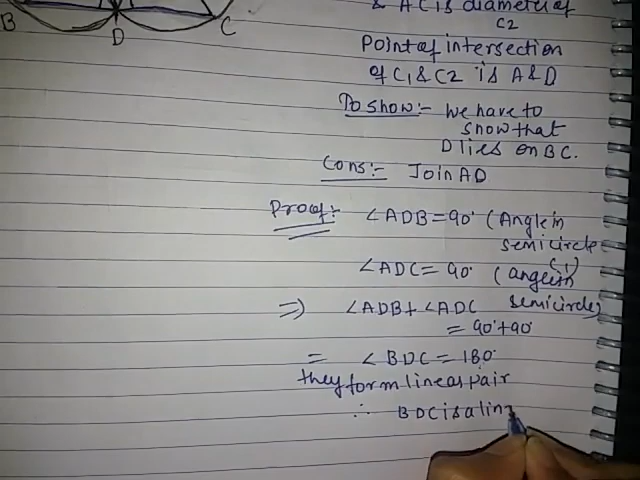 & AC is diameter of
C2
B
D
C
Point of intersection
of C1 & C2 is A & D
To show:- We have to
show that
D lies on BC.
Cons:- Join AD
Proof:- ∠ADB = 90° (Angle in
semicircle
C1)
∠ADC = 90° (angle in
semicircle)
=> ∠ADB + ∠ADC
= 90° + 90°
= ∠BDC = 180°
they form linear pair
∴ BDC is a lin